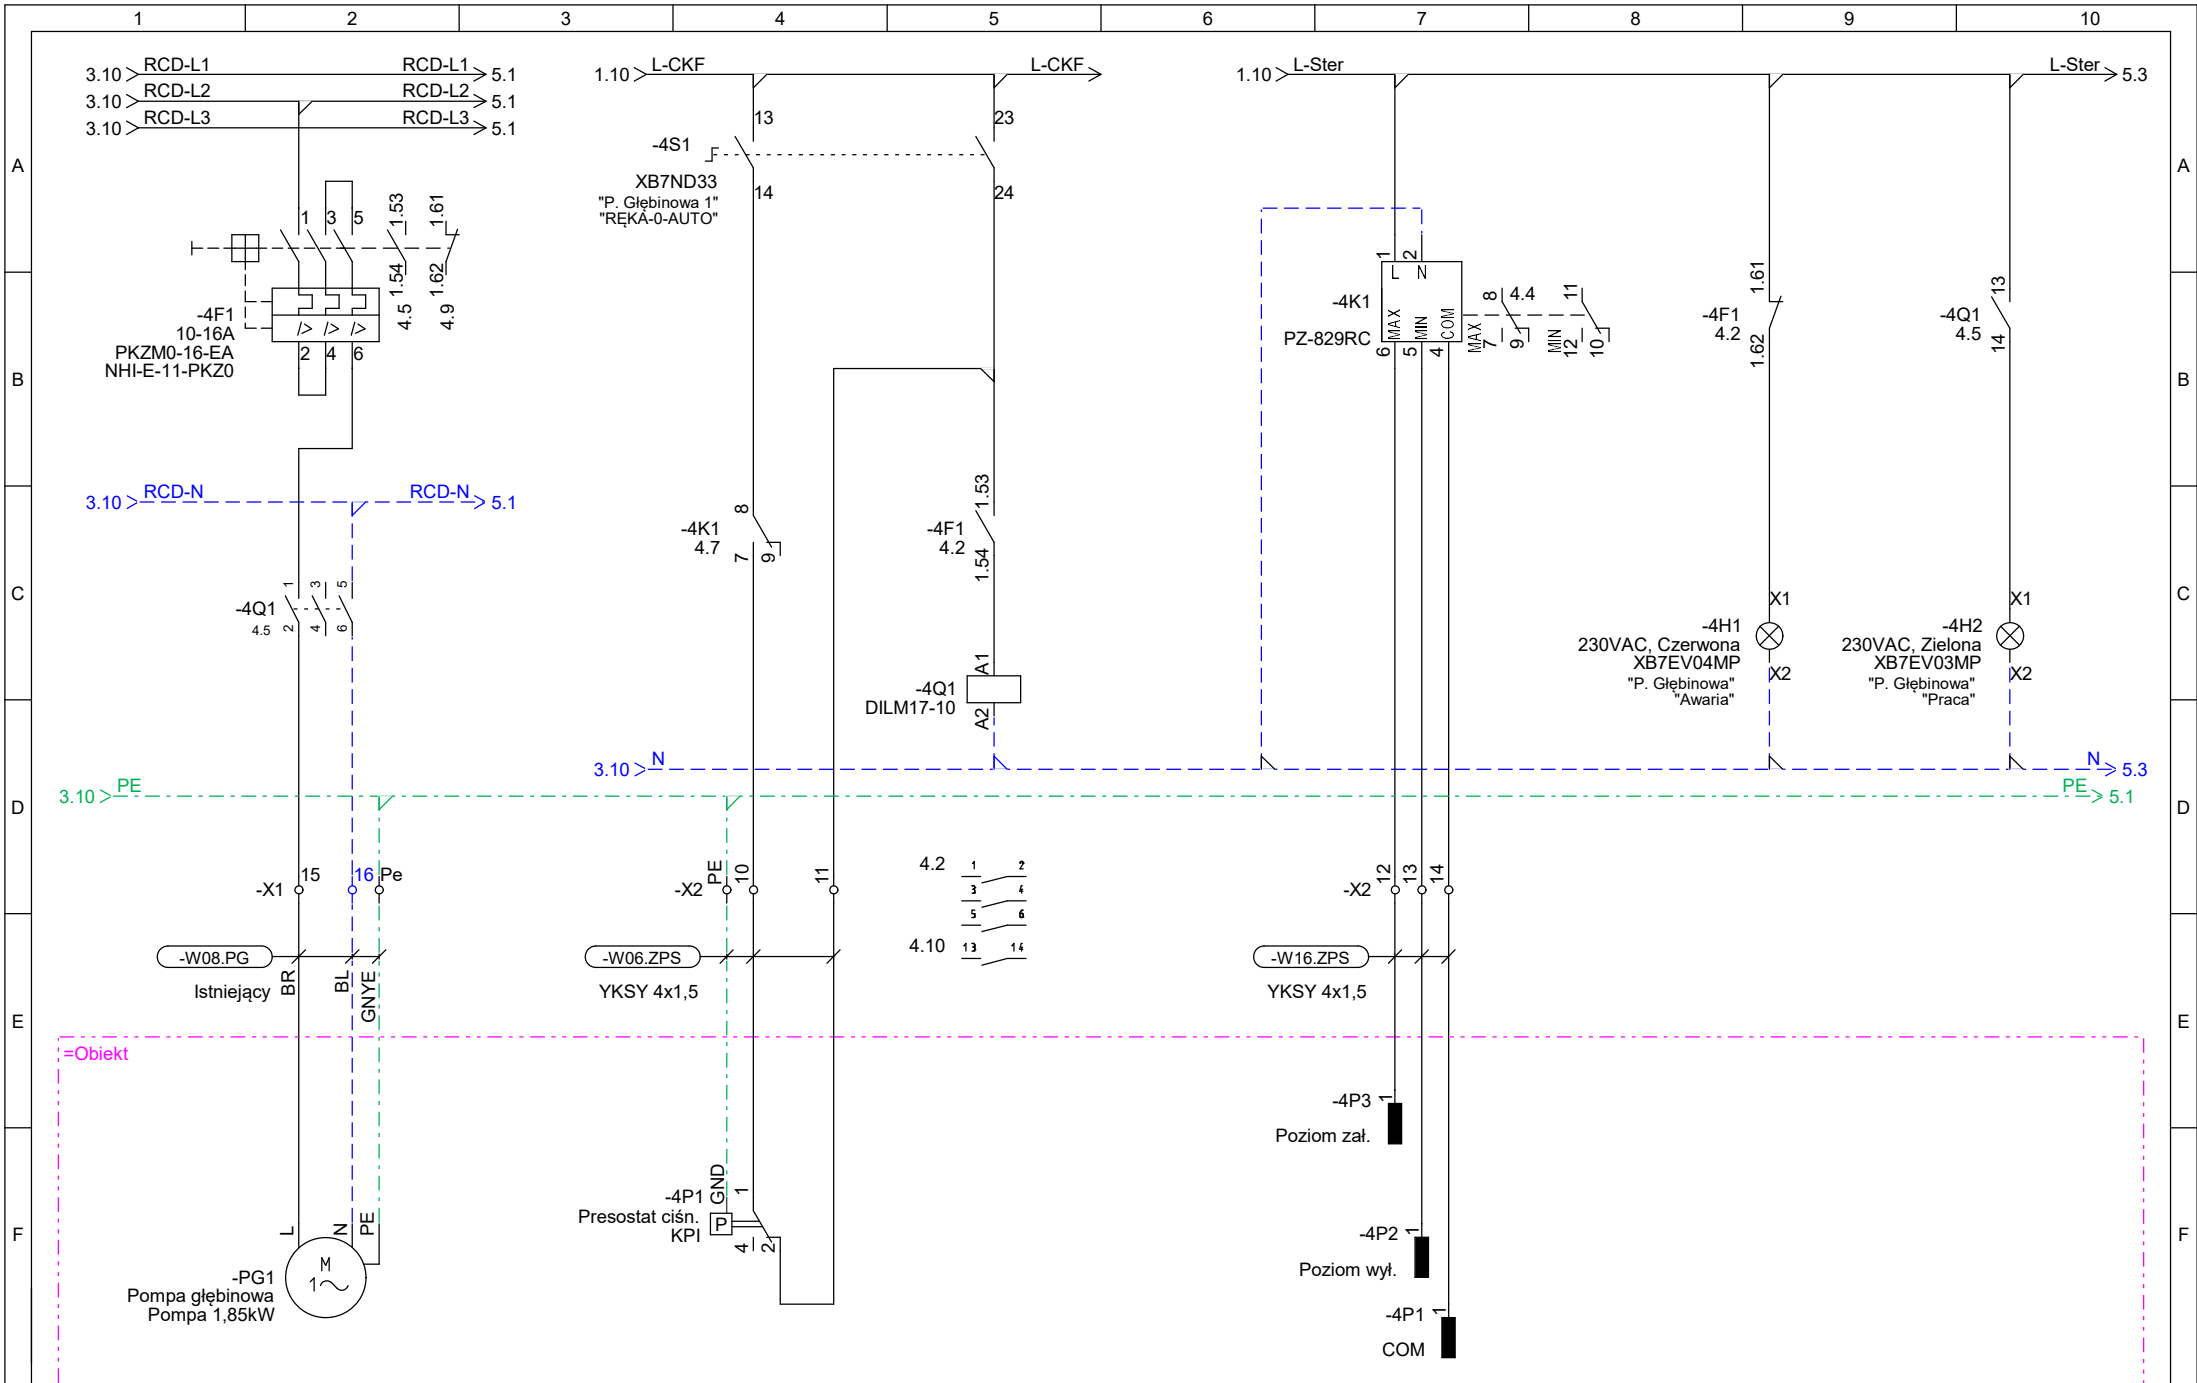 1 2 3 4 5 6 7 8 9 10
A
B
C
D
E
F
A
B
C
D
E
F
3.10 RCD-L1 RCD-L1 5.1
3.10 RCD-L2 RCD-L2 5.1
3.10 RCD-L3 RCD-L3 5.1
1 3 5 1.53 1.61
2 4 6 1.54 1.62
4.5 4.9
-4F1
10-16A
PKZM0-16-EA
NHI-E-11-PKZ0
3.10 RCD-N RCD-N 5.1
1 3 5
-4Q1
4.5 2 4 6
1.10 L-CKF L-CKF
13 23
-4S1
XB7ND33
"P. Głębinowa 1"
"RĘKA-0-AUTO"
14 24
8
-4K1
4.7 7 9
1.53
-4F1
4.2
1.54
A1
-4Q1
DILM17-10
A2
1.10 L-Ster L-Ster 5.3
1 2
L N
-4K1
PZ-829RC
MAX MIN COM
6 5 4
8 4.4 11
MAX 7 9 MIN 12 10
1.61
-4F1
4.2
1.62
13
-4Q1
4.5
14
X1
-4H1
230VAC, Czerwona
XB7EV04MP
"P. Głębinowa"
"Awaria"
X2
X1
-4H2
230VAC, Zielona
XB7EV03MP
"P. Głębinowa"
"Praca"
X2
3.10 N N 5.3
3.10 PE PE 5.1
-X1 15 16 Pe
-W08.PG
Istniejący
BR BL GNYE
-X2 PE 10 11
-W06.ZPS
YKSY 4x1,5
4.2 1 2
3 4
5 6
4.10 13 14
-X2 12 13 14
-W16.ZPS
YKSY 4x1,5
=Obiekt
L N PE
M
1
-PG1
Pompa głębinowa
Pompa 1,85kW
GND 1
-4P1
Presostat ciśn.
KPI
P
4 2
-4P3 1
Poziom zał.
-4P2 1
Poziom wył.
-4P1 1
COM